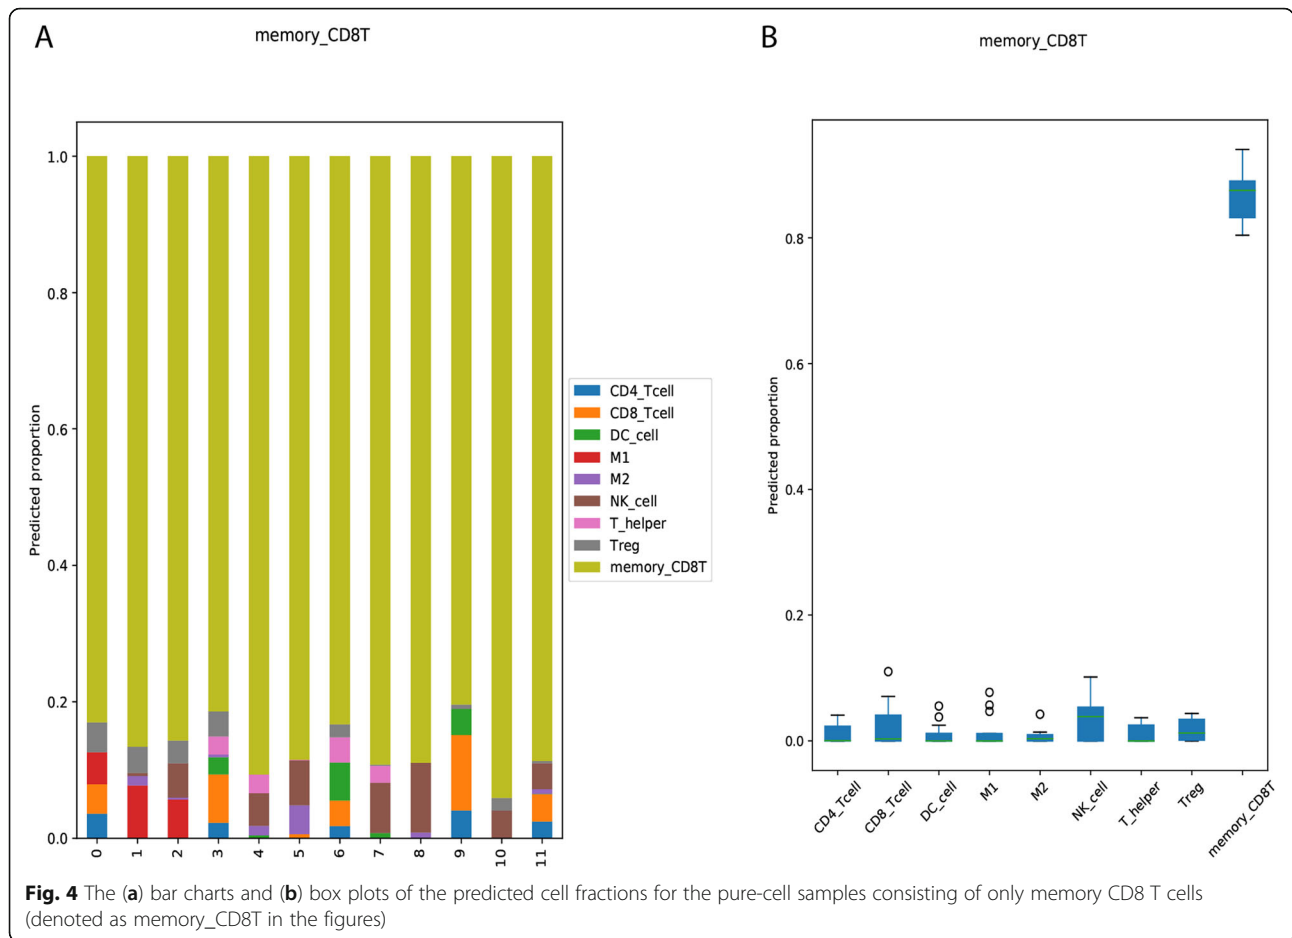 A
memory_CD8T
1.0
0.8
0.6
0.4
0.2
0.0
Predicted proportion
0
1
2
3
4
5
6
7
8
9
10
11
CD4_Tcell
CD8_Tcell
DC_cell
M1
M2
NK_cell
T_helper
Treg
memory_CD8T
B
memory_CD8T
0.8
0.6
0.4
0.2
0.0
Predicted proportion
CD4_Tcell
CD8_Tcell
DC_cell
M1
M2
NK_cell
T_helper
Treg
memory_CD8T
Fig. 4 The (a) bar charts and (b) box plots of the predicted cell fractions for the pure-cell samples consisting of only memory CD8 T cells
(denoted as memory_CD8T in the figures)